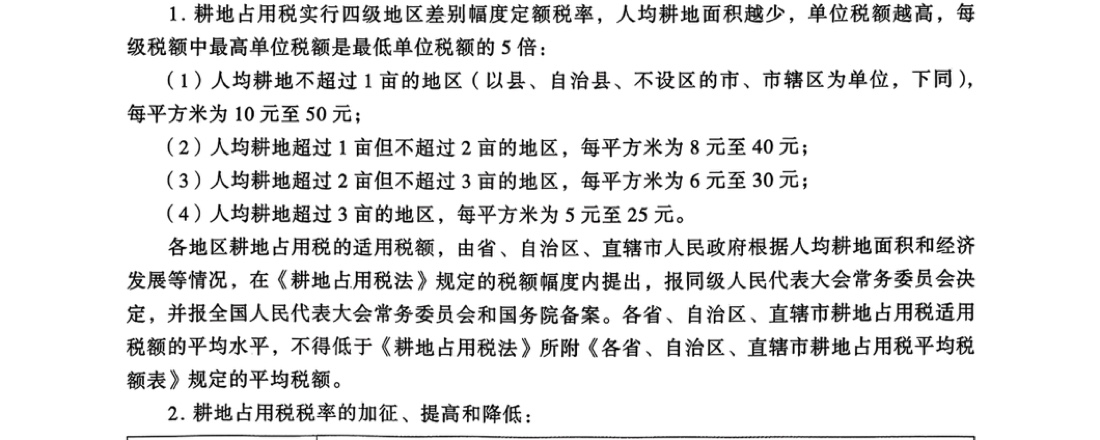 1. 耕地占用税实行四级地区差别幅度定额税率，人均耕地面积越少，单位税额越高，每
级税额中最高单位税额是最低单位税额的 5 倍：
（1）人均耕地不超过 1 亩的地区（以县、自治县、不设区的市、市辖区为单位，下同），
每平方米为 10 元至 50 元；
（2）人均耕地超过 1 亩但不超过 2 亩的地区，每平方米为 8 元至 40 元；
（3）人均耕地超过 2 亩但不超过 3 亩的地区，每平方米为 6 元至 30 元；
（4）人均耕地超过 3 亩的地区，每平方米为 5 元至 25 元。
各地区耕地占用税的适用税额，由省、自治区、直辖市人民政府根据人均耕地面积和经济
发展等情况，在《耕地占用税法》规定的税额幅度内提出，报同级人民代表大会常务委员会决
定，并报全国人民代表大会常务委员会和国务院备案。各省、自治区、直辖市耕地占用税适用
税额的平均水平，不得低于《耕地占用税法》所附《各省、自治区、直辖市耕地占用税平均税
额表》规定的平均税额。
2. 耕地占用税税率的加征、提高和降低：